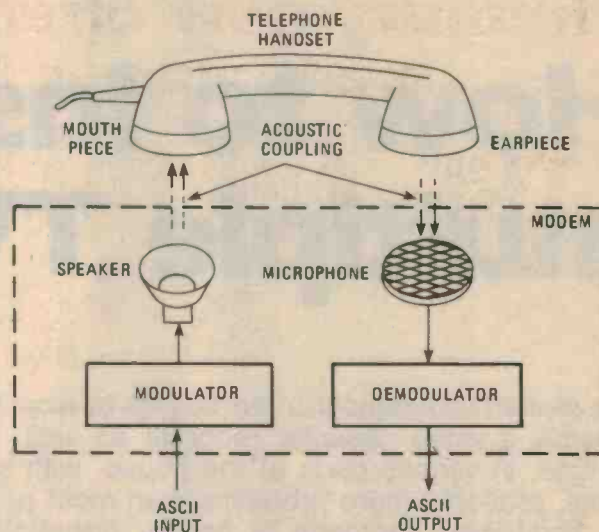 TELEPHONE
HANDSET
MOUTH
PIECE
ACOUSTIC
COUPLING
EARPIECE
MODEM
SPEAKER
MICROPHONE
MODULATOR
DEMODULATOR
ASCII
INPUT
ASCII
OUTPUT